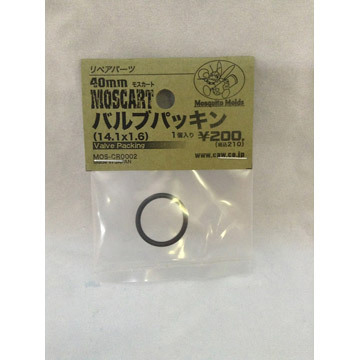 リペアパーツ
40mm モスカート
MOSCART
Mosquito Molds
バルブパッキン
(14.1x1.6) 1個入り ¥200.
Valve Packing (税込210)
MOS-CR0002
www.caw.co.jp